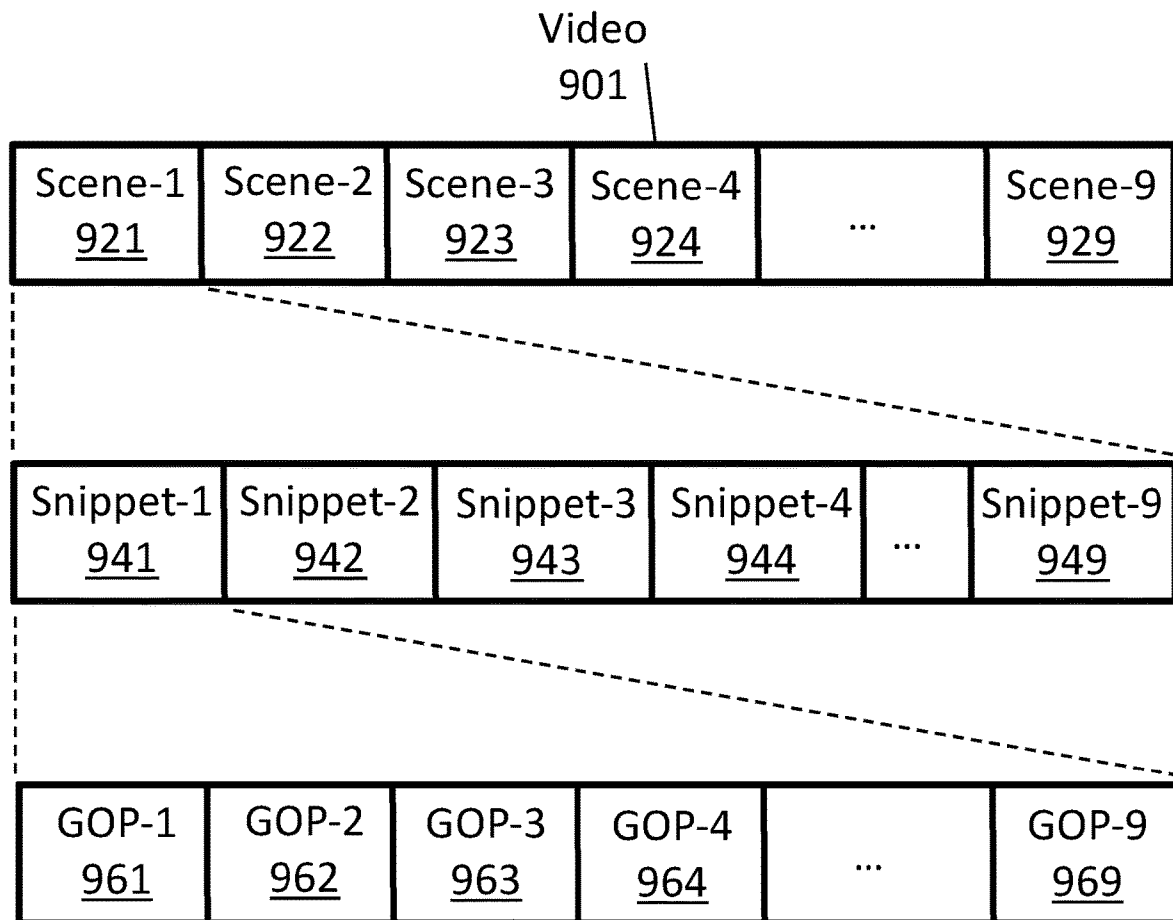 Video
901
Scene-1 Scene-2 Scene-3 Scene-4 ... Scene-9
921 922 923 924 929
Snippet-1 Snippet-2 Snippet-3 Snippet-4 ... Snippet-9
941 942 943 944 949
GOP-1 GOP-2 GOP-3 GOP-4 ... GOP-9
961 962 963 964 969